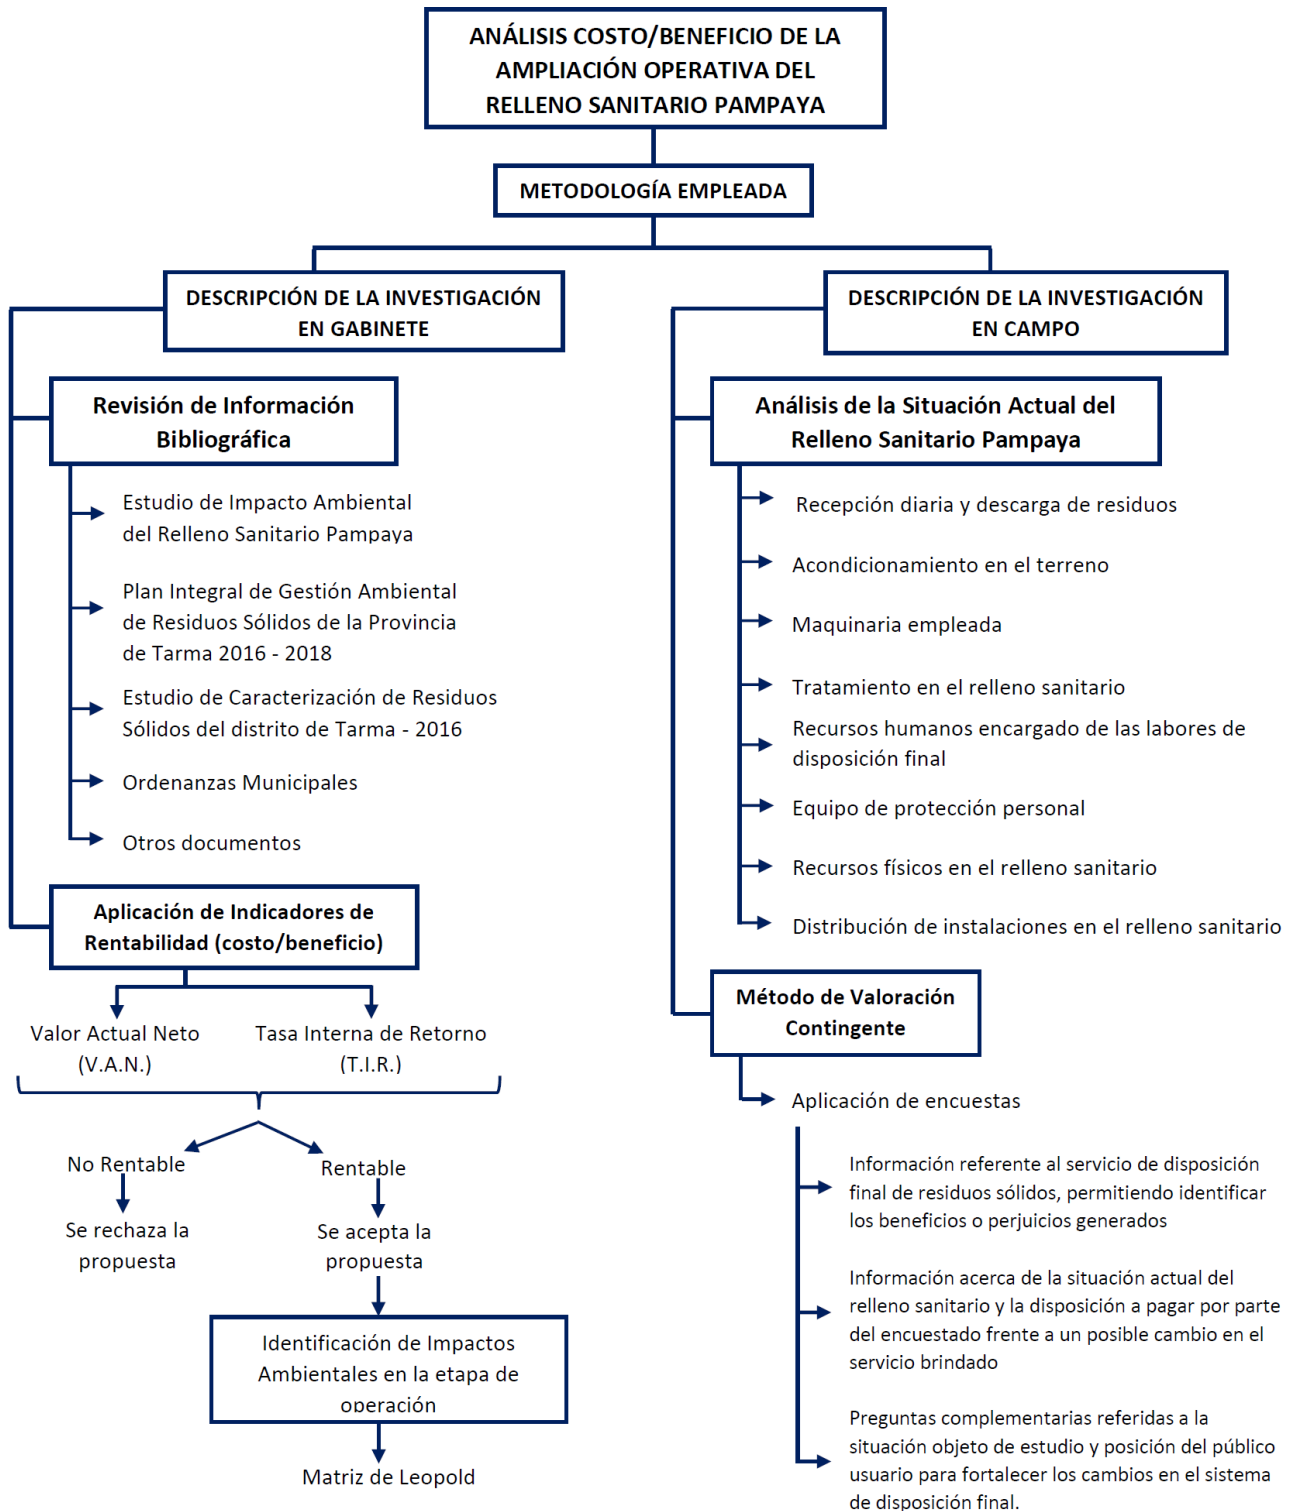 ANÁLISIS COSTO/BENEFICIO DE LA
AMPLIACIÓN OPERATIVA DEL
RELLENO SANITARIO PAMPAYA
METODOLOGÍA EMPLEADA
DESCRIPCIÓN DE LA INVESTIGACIÓN
EN GABINETE
Revisión de Información
Bibliográfica
Estudio de Impacto Ambiental
del Relleno Sanitario Pampaya
Plan Integral de Gestión Ambiental
de Residuos Sólidos de la Provincia
de Tarma 2016 - 2018
Estudio de Caracterización de Residuos
Sólidos del distrito de Tarma - 2016
Ordenanzas Municipales
Otros documentos
Aplicación de Indicadores de
Rentabilidad (costo/beneficio)
Valor Actual Neto
(V.A.N.)
Tasa Interna de Retorno
(T.I.R.)
No Rentable
Se rechaza la
propuesta
Rentable
Se acepta la
propuesta
Identificación de Impactos
Ambientales en la etapa de
operación
Matriz de Leopold
DESCRIPCIÓN DE LA INVESTIGACIÓN
EN CAMPO
Análisis de la Situación Actual del
Relleno Sanitario Pampaya
Recepción diaria y descarga de residuos
Acondicionamiento en el terreno
Maquinaria empleada
Tratamiento en el relleno sanitario
Recursos humanos encargado de las labores de
disposición final
Equipo de protección personal
Recursos físicos en el relleno sanitario
Distribución de instalaciones en el relleno sanitario
Método de Valoración
Contingente
Aplicación de encuestas
Información referente al servicio de disposición
final de residuos sólidos, permitiendo identificar
los beneficios o perjuicios generados
Información acerca de la situación actual del
relleno sanitario y la disposición a pagar por parte
del encuestado frente a un posible cambio en el
servicio brindado
Preguntas complementarias referidas a la
situación objeto de estudio y posición del público
usuario para fortalecer los cambios en el sistema
de disposición final.